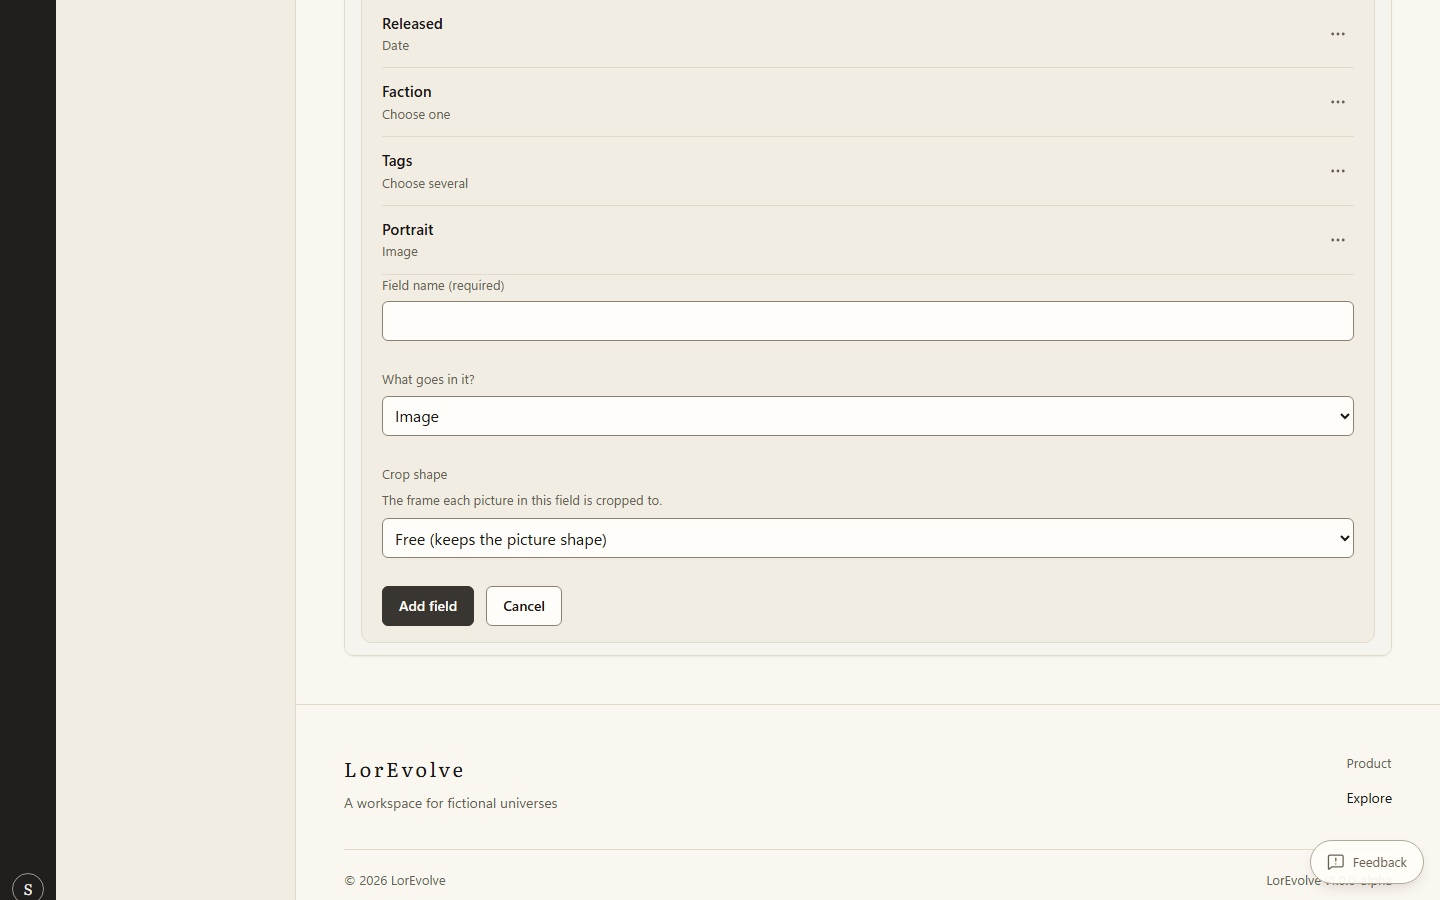 Released
Date
Faction
Choose one
Tags
Choose several
Portrait
Image
Field name (required)
What goes in it?
Image
Crop shape
The frame each picture in this field is cropped to.
Free (keeps the picture shape)
Add field
Cancel
LorEvolve
A workspace for fictional universes
Product
Explore
Feedback
S
© 2026 LorEvolve
LorEvolve